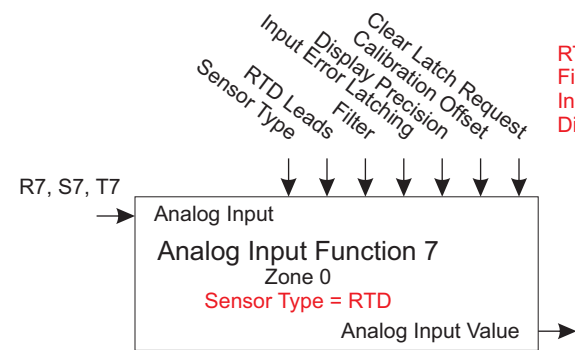 Sensor Type
RTD Leads
Filter
Input Error Latching
Display Precision
Calibration Offset
Clear Latch Request
R7, S7, T7
Analog Input
Analog Input Function 7
Zone 0
Sensor Type = RTD
Analog Input Value